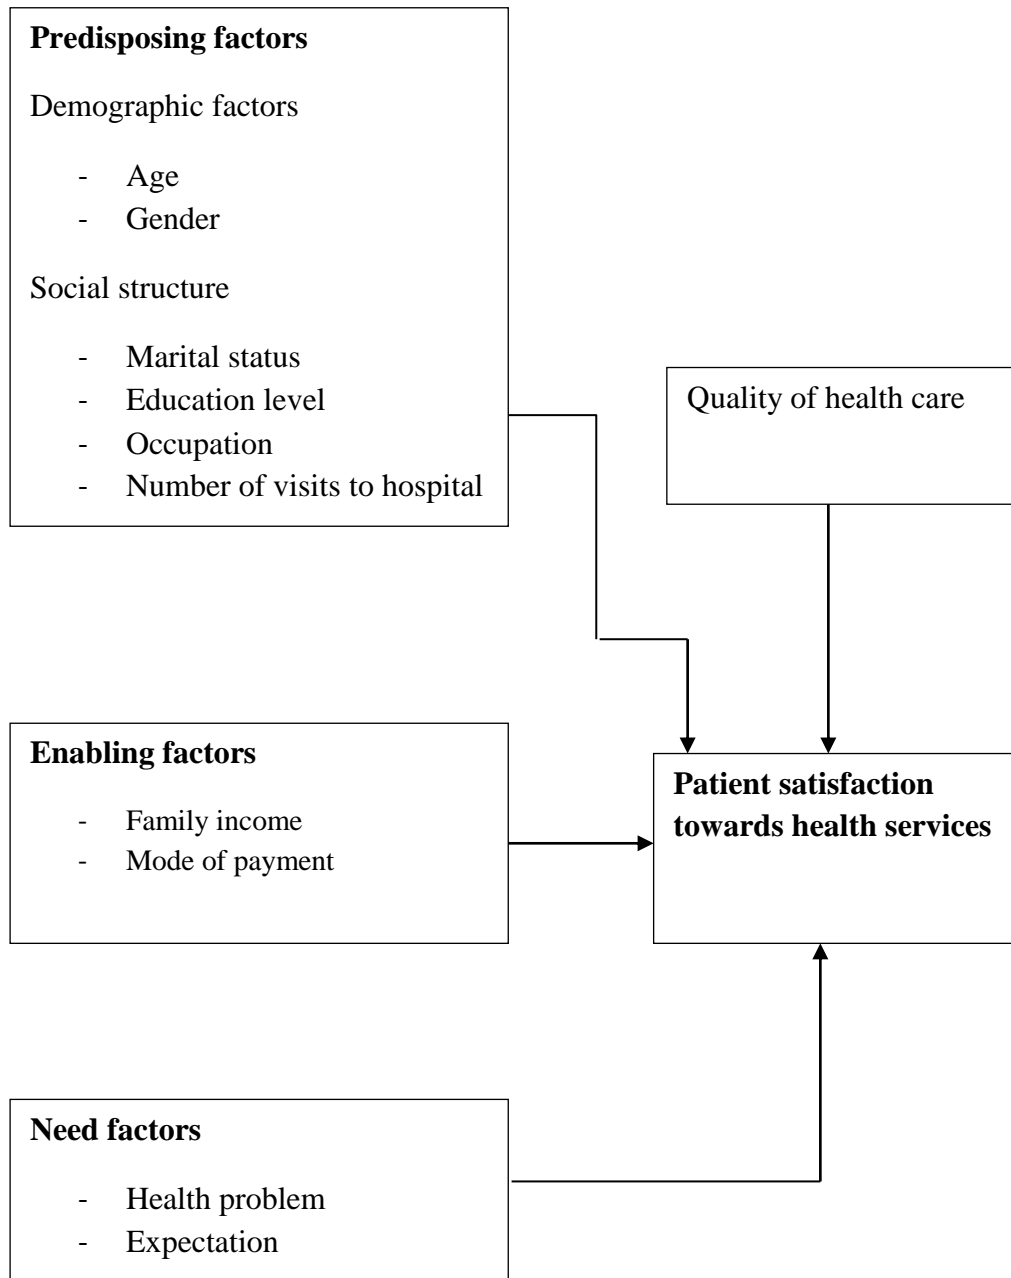 Predisposing factors
Demographic factors
- Age
- Gender
Social structure
- Marital status
- Education level
- Occupation
- Number of visits to hospital
Quality of health care
Enabling factors
- Family income
- Mode of payment
Patient satisfaction
towards health services
Need factors
- Health problem
- Expectation